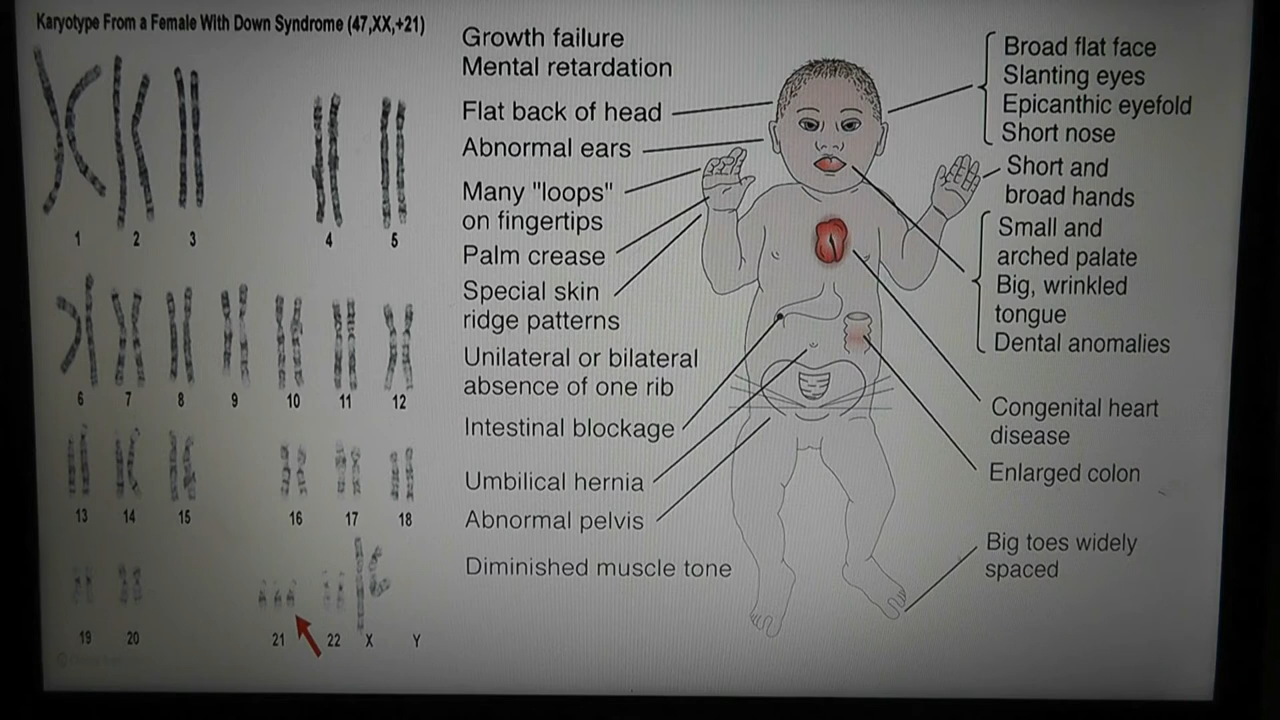 Karyotype From a Female With Down Syndrome (47,XX,+21)
1 2 3 4 5
6 7 8 9 10 11 12
13 14 15 16 17 18
19 20 21 22 X Y
Growth failure
Mental retardation
Flat back of head
Abnormal ears
Many "loops"
on fingertips
Palm crease
Special skin
ridge patterns
Unilateral or bilateral
absence of one rib
Intestinal blockage
Umbilical hernia
Abnormal pelvis
Diminished muscle tone
Broad flat face
Slanting eyes
Epicanthic eyefold
Short nose
Short and
broad hands
Small and
arched palate
Big, wrinkled
tongue
Dental anomalies
Congenital heart
disease
Enlarged colon
Big toes widely
spaced